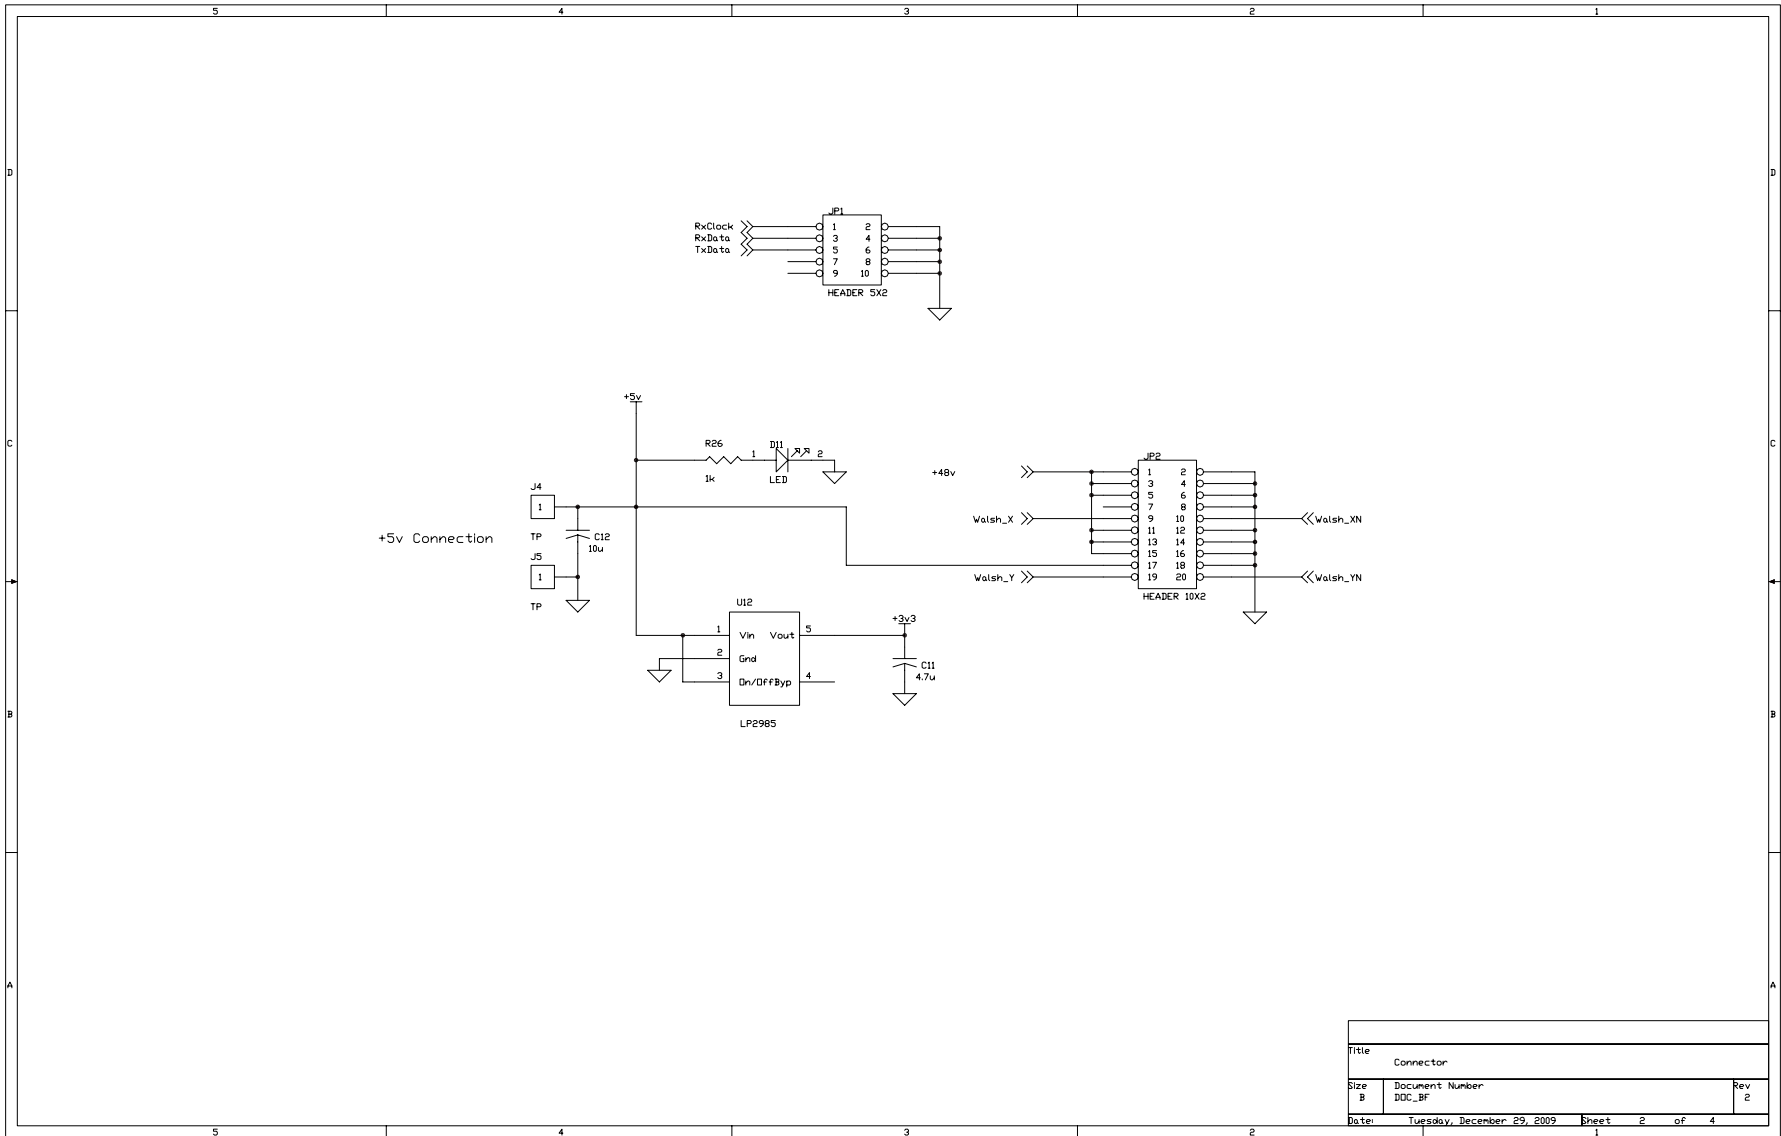 5 4 3 2 1
D D
JP1
RxClock 1 2
RxData 3 4
TxData 5 6
7 8
9 10
HEADER 5X2
+5v
C C
R26 1 D11 2
1k LED
JP2
+48v 1 2
3 4
5 6
7 8
Walsh_X 9 10 Walsh_XN
11 12
13 14
15 16
17 18
Walsh_Y 19 20 Walsh_YN
HEADER 10X2
J4
1
TP
+5v Connection
C12
10u
J5
1
TP
U12
1 Vin Vout 5
2 Gnd
3 On/Off Byp 4
LP2985
+3v3
C11
4.7u
B B
A A
Title
Connector
Size Document Number Rev
B DOC_BF 2
Date: Tuesday, December 29, 2009 Sheet 2 of 4
5 4 3 2 1